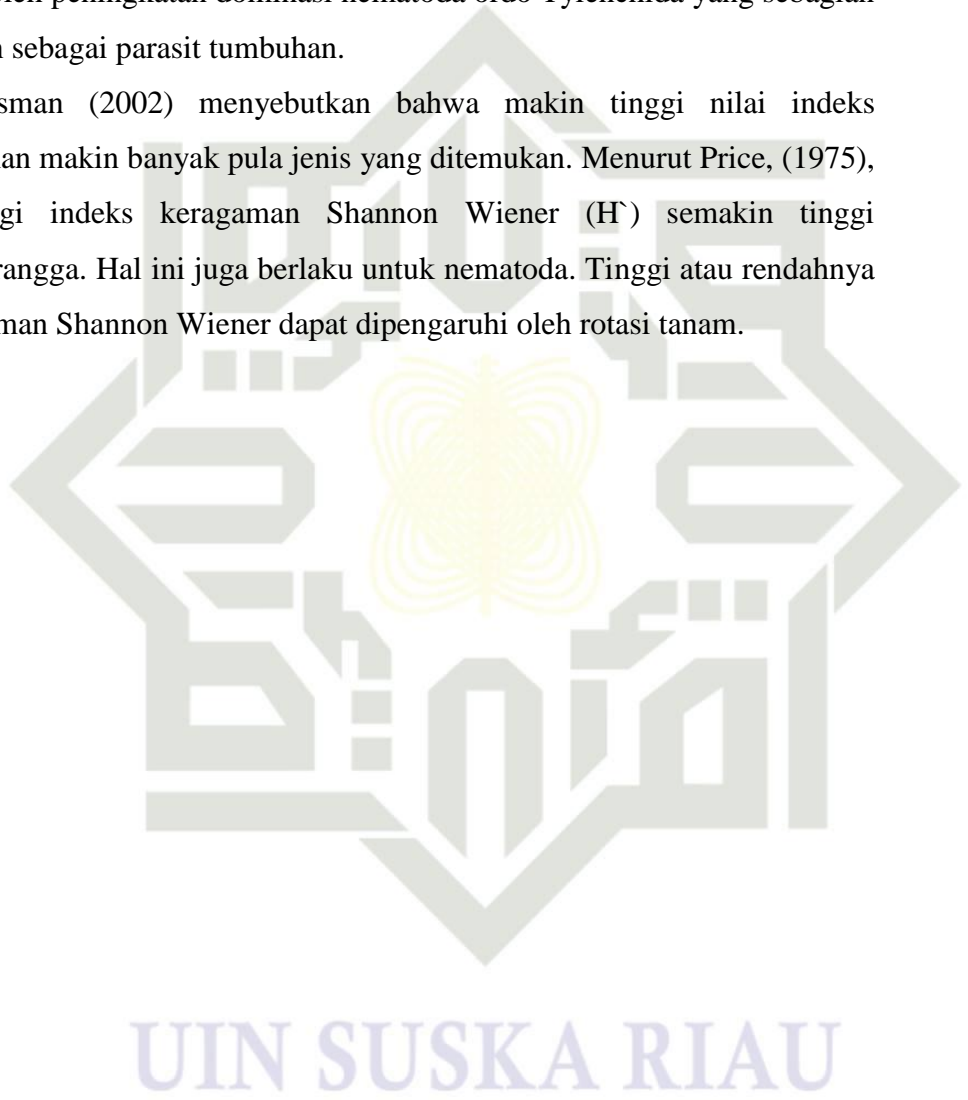 sebagai parasit tumbuhan.
(2002) menyebutkan bahwa makin tinggi nilai indeks
makin banyak pula jenis yang ditemukan. Menurut Price, (1975),
indeks keragaman Shannon Wiener (H`) semakin tinggi
Hal ini juga berlaku untuk nematoda. Tinggi atau rendahnya
Shannon Wiener dapat dipengaruhi oleh rotasi tanam.
UIN SUSKA RIAU